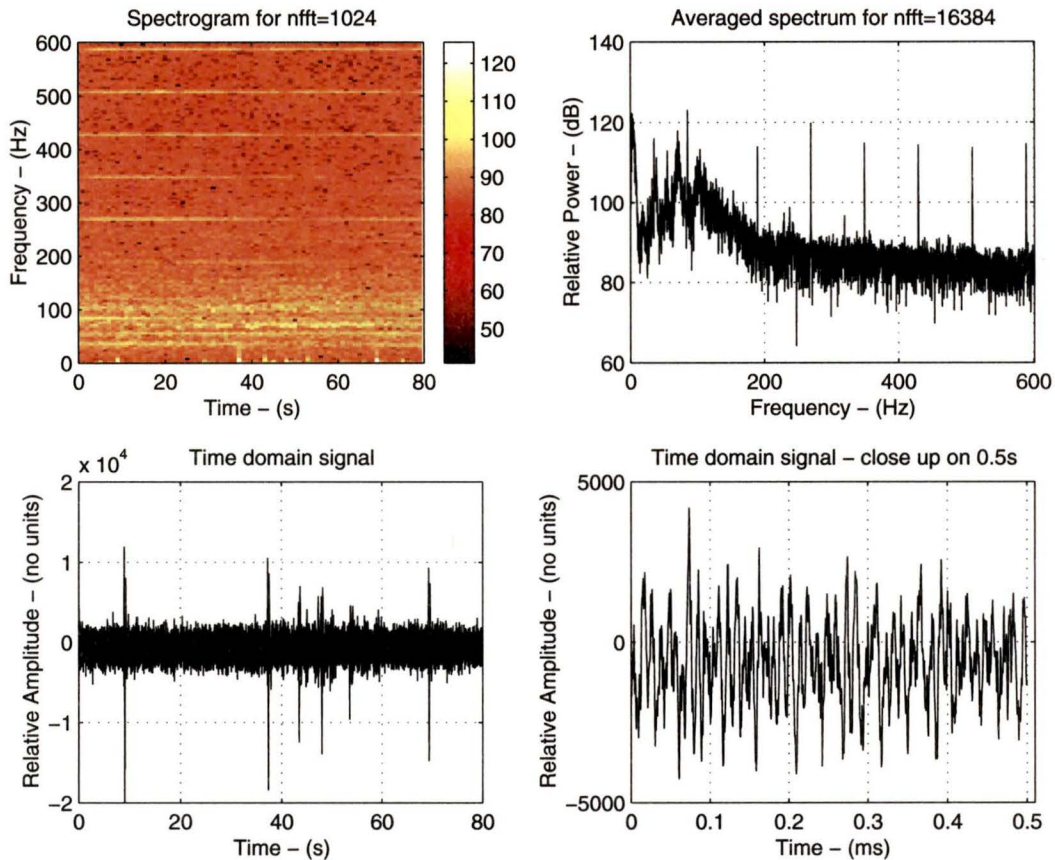 Spectrogram for nfft=1024
600
500
400
300
200
100
0
Frequency – (Hz)
0 20 40 60 80
Time – (s)
120
110
100
90
80
70
60
50
Averaged spectrum for nfft=16384
140
120
100
80
60
Relative Power – (dB)
0 200 400 600
Frequency – (Hz)
x 10^4
Time domain signal
2
1
0
−1
−2
Relative Amplitude – (no units)
0 20 40 60 80
Time – (s)
Time domain signal – close up on 0.5s
5000
0
−5000
Relative Amplitude – (no units)
0 0.1 0.2 0.3 0.4 0.5
Time – (ms)